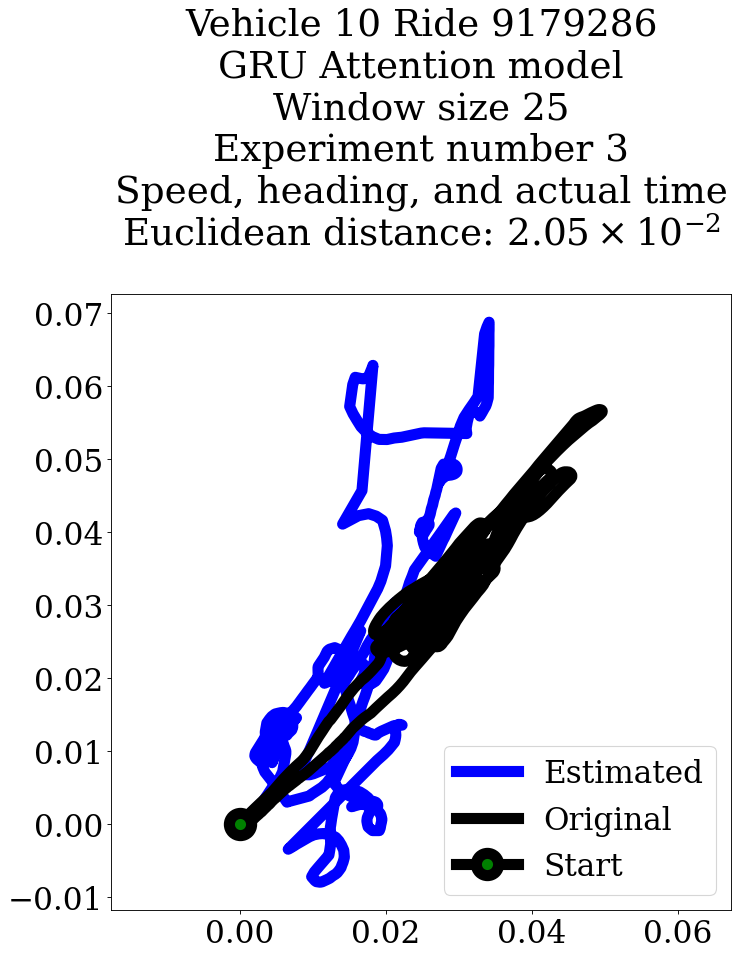 Vehicle 10 Ride 9179286
GRU Attention model
Window size 25
Experiment number 3
Speed, heading, and actual time
Euclidean distance: 2.05 × 10⁻²
0.07
0.06
0.05
0.04
0.03
0.02
0.01
0.00
−0.01
0.00 0.02 0.04 0.06
Estimated
Original
Start